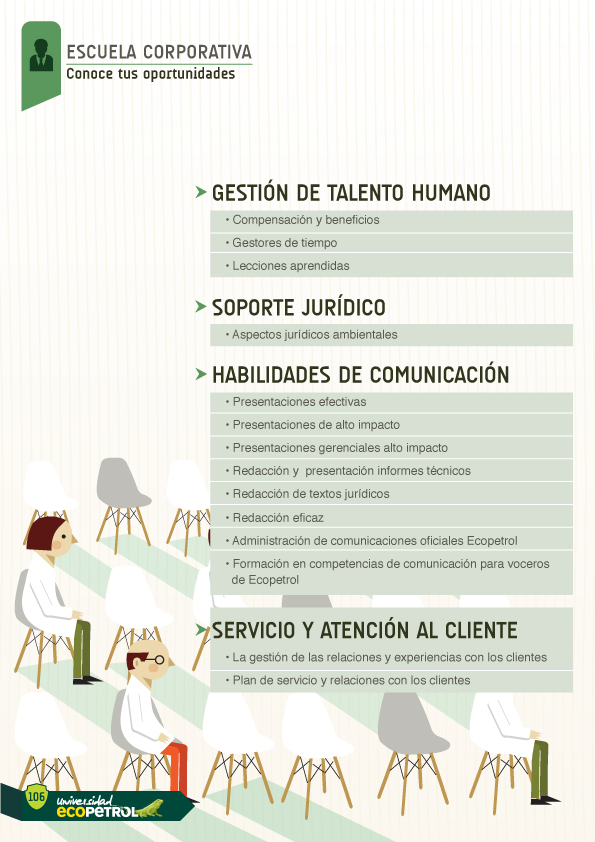 ESCUELA CORPORATIVA
Conoce tus oportunidades
GESTIÓN DE TALENTO HUMANO
• Compensación y beneficios
• Gestores de tiempo
• Lecciones aprendidas
SOPORTE JURÍDICO
• Aspectos jurídicos ambientales
HABILIDADES DE COMUNICACIÓN
• Presentaciones efectivas
• Presentaciones de alto impacto
• Presentaciones gerenciales alto impacto
• Redacción y  presentación informes técnicos
• Redacción de textos jurídicos
• Redacción eficaz
• Administración de comunicaciones oficiales Ecopetrol
• Formación en competencias de comunicación para voceros
de Ecopetrol
SERVICIO Y ATENCIÓN AL CLIENTE
• La gestión de las relaciones y experiencias con los clientes
• Plan de servicio y relaciones con los clientes
106
universidad
ecopetrol